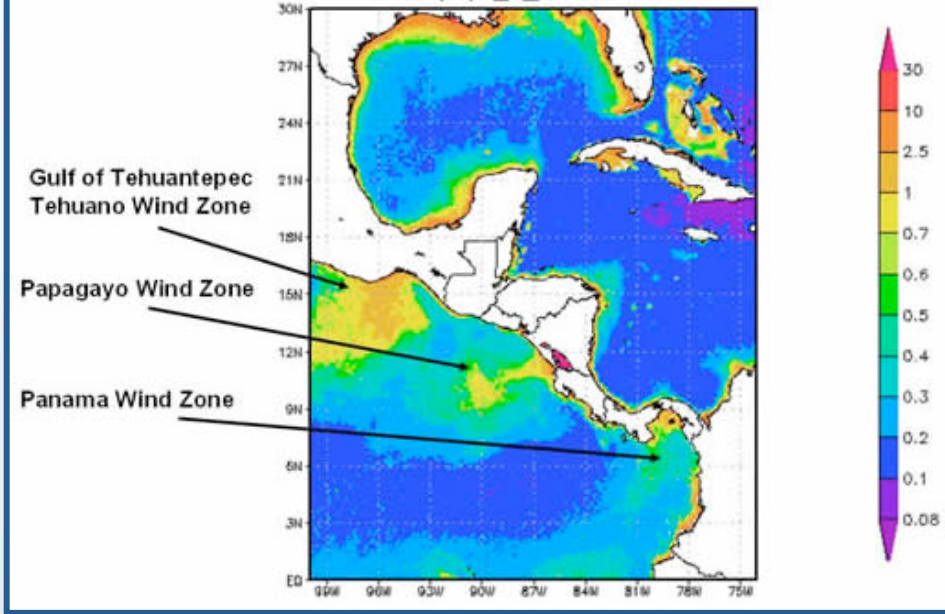 30N
27N
24N
21N
18N
15N
12N
9N
6N
3N
EQ
99W 96W 93W 90W 87W 84W 81W 78W 75W
Gulf of Tehuantepec
Tehuano Wind Zone
Papagayo Wind Zone
Panama Wind Zone
30
10
2.5
1
0.7
0.6
0.5
0.4
0.3
0.2
0.1
0.08